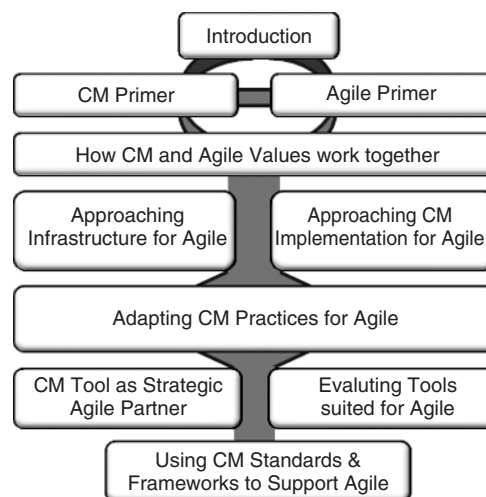 Introduction
CM Primer
Agile Primer
How CM and Agile Values work together
Approaching
Infrastructure for Agile
Approaching CM
Implementation for Agile
Adapting CM Practices for Agile
CM Tool as Strategic
Agile Partner
Evaluting Tools
suited for Agile
Using CM Standards &
Frameworks to Support Agile